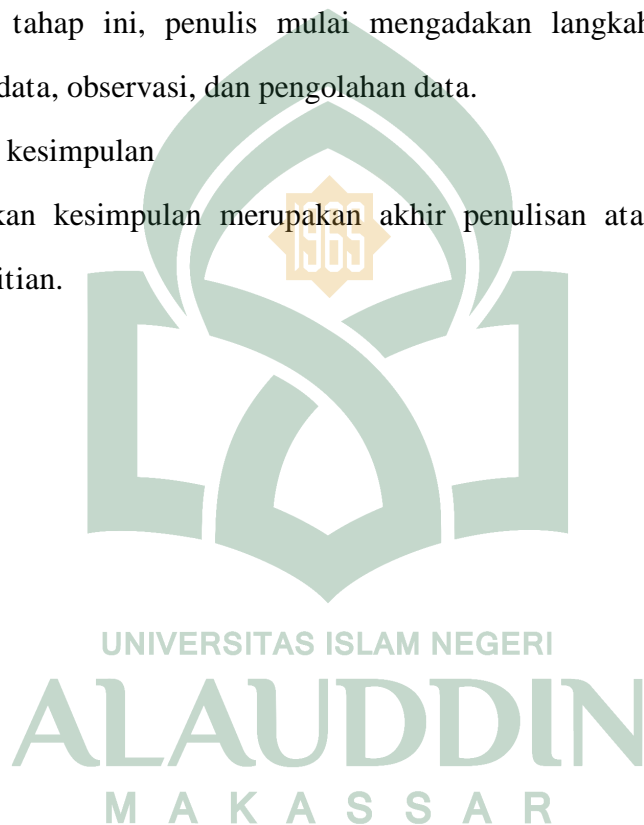 tahap ini, penulis mulai mengadakan langkah
data, observasi, dan pengolahan data.
kesimpulan
kan kesimpulan merupakan akhir penulisan ata
itian.
1965
UNIVERSITAS ISLAM NEGERI
ALAUDDIN
MAKASSAR